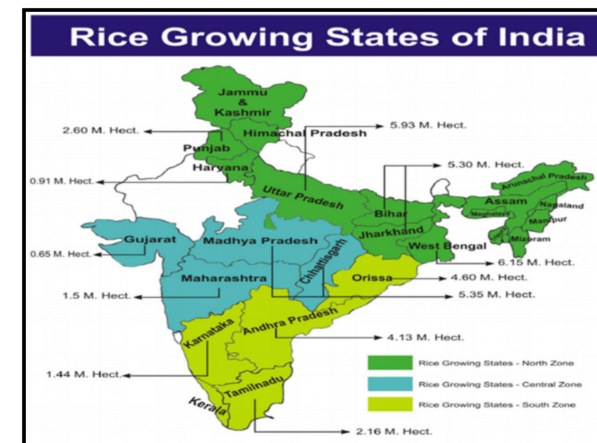 Rice Growing States of India
Jammu
&
Kashmir
2.60 M. Hect.
5.93 M. Hect.
Himachal Pradesh
Punjab
5.30 M. Hect.
Haryana
0.91 M. Hect.
Arunachal Pradesh
Uttar Pradesh
Assam
Nagaland
Bihar
Meghalaya
Manipur
Gujarat
Madhya Pradesh
Jharkhand
Mizoram
West Bengal
0.65 M. Hect.
Chhattisgarh
6.15 M. Hect.
Maharashtra
Orissa
4.60 M. Hect.
1.5 M. Hect.
5.35 M. Hect.
Karnataka
Andhra Pradesh
4.13 M. Hect.
Rice Growing States - North Zone
1.44 M. Hect.
Rice Growing States - Central Zone
Tamilnadu
Rice Growing States - South Zone
Kerala
2.16 M. Hect.